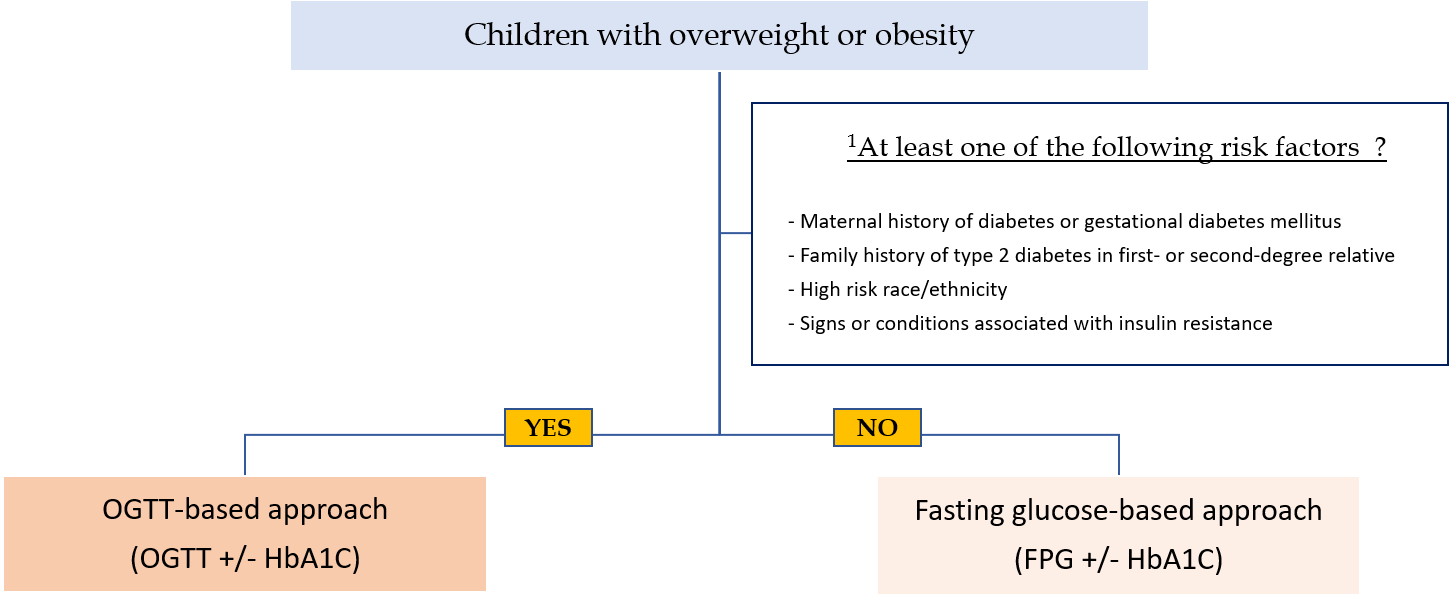 Children with overweight or obesity
¹At least one of the following risk factors ?
- Maternal history of diabetes or gestational diabetes mellitus
- Family history of type 2 diabetes in first- or second-degree relative
- High risk race/ethnicity
- Signs or conditions associated with insulin resistance
YES
NO
OGTT-based approach
(OGTT +/- HbA1C)
Fasting glucose-based approach
(FPG +/- HbA1C)